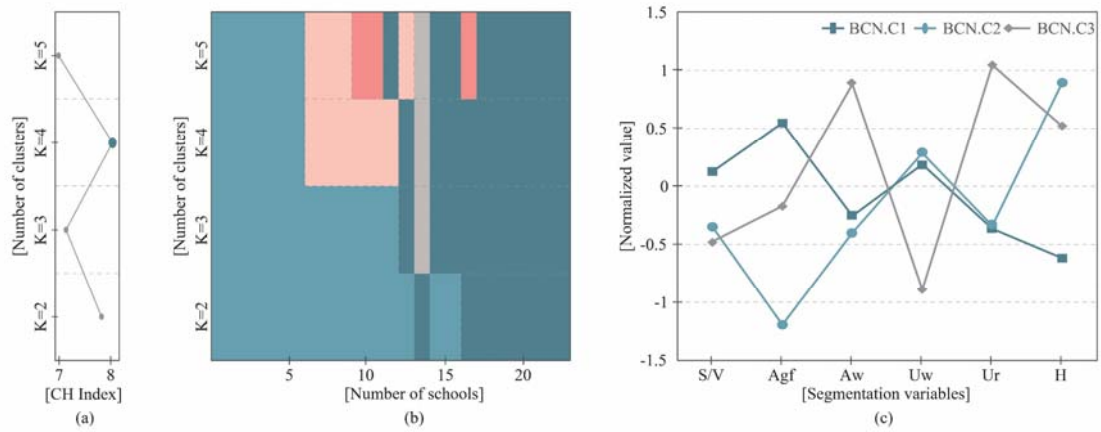 K=5
K=4
K=3
K=2
[Number of clusters]
7 8
[CH Index]
(a)
K=5
K=4
K=3
K=2
[Number of clusters]
5 10 15 20
[Number of schools]
(b)
BCN.C1 BCN.C2 BCN.C3
1.5
1
0.5
0
-0.5
-1
-1.5
[Normalized value]
S/V Agf Aw Uw Ur H
[Segmentation variables]
(c)